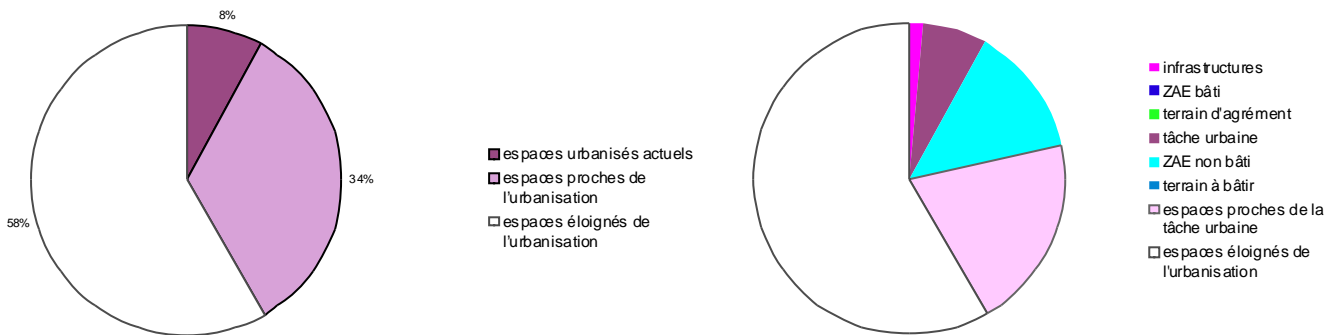 8%
34%
58%
espaces urbanisés actuels
espaces proches de
l'urbanisation
espaces éloignés de
l'urbanisation
infrastructures
ZAE bâti
terrain d'agrément
tâche urbaine
ZAE non bâti
terrain à bâtir
espaces proches de la
tâche urbaine
espaces éloignés de
l'urbanisation